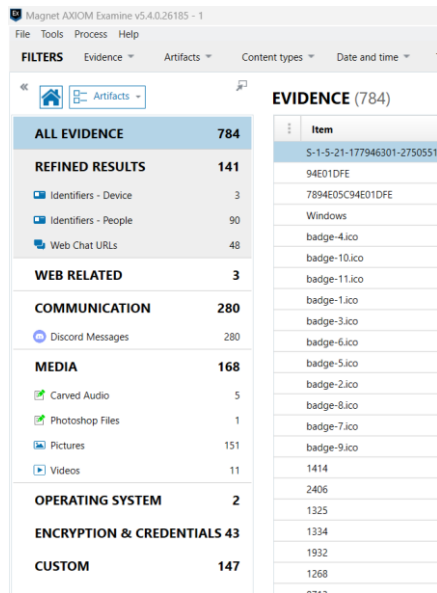 Magnet AXIOM Examine v5.4.0.26185 - 1
File Tools Process Help
FILTERS Evidence Artifacts Content types Date and time
Artifacts
EVIDENCE (784)
Item
ALL EVIDENCE 784
REFINED RESULTS 141
Identifiers - Device 3
Identifiers - People 90
Web Chat URLs 48
WEB RELATED 3
COMMUNICATION 280
Discord Messages 280
MEDIA 168
Carved Audio 5
Photoshop Files 1
Pictures 151
Videos 11
OPERATING SYSTEM 2
ENCRYPTION & CREDENTIALS 43
CUSTOM 147
S-1-5-21-177946301-2750551
94E01DFE
7894E05C94E01DFE
Windows
badge-4.ico
badge-10.ico
badge-11.ico
badge-1.ico
badge-3.ico
badge-6.ico
badge-5.ico
badge-2.ico
badge-8.ico
badge-7.ico
badge-9.ico
1414
2406
1325
1334
1932
1268